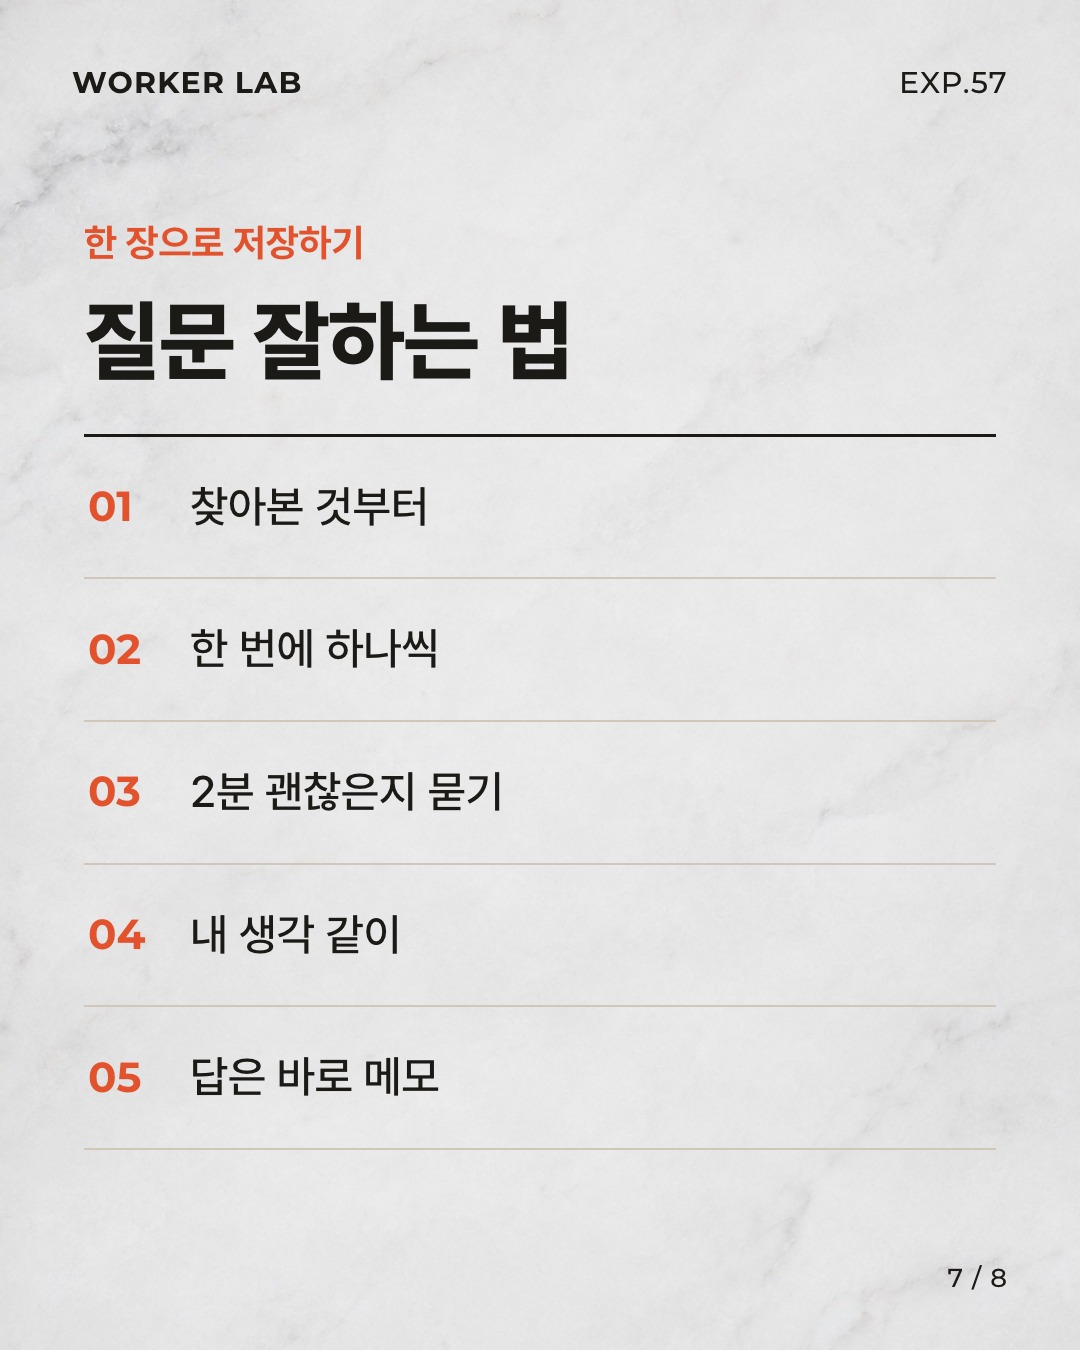 WORKER LAB
EXP.57
한 장으로 저장하기
질문 잘하는 법
01 찾아본 것부터
02 한 번에 하나씩
03 2분 괜찮은지 묻기
04 내 생각 같이
05 답은 바로 메모
7 / 8